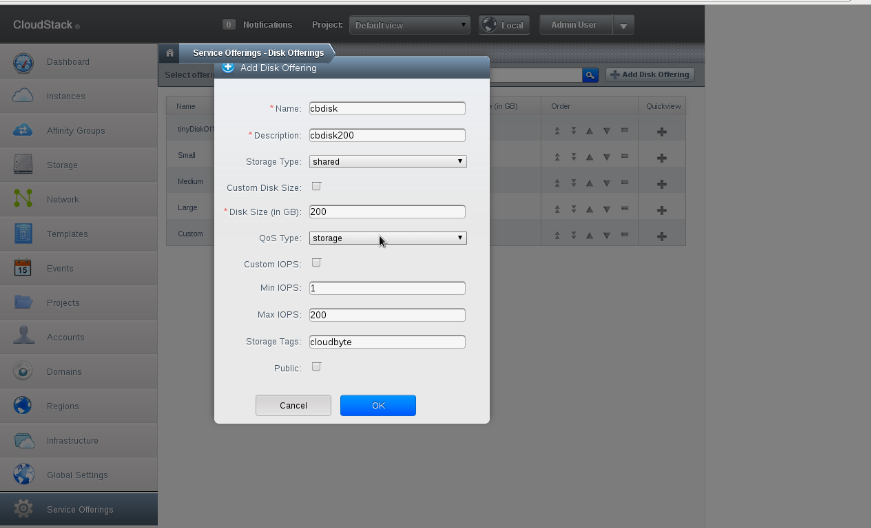 CloudStack
0 Notifications Project: Default view Local Admin User
Service Offerings - Disk Offerings
Add Disk Offering
Select offeri
Add Disk Offering
Name (in GB) Order Quickview
tinyDiskOf
Small
Medium
Large
Custom
Dashboard
Instances
Affinity Groups
Storage
Network
Templates
15 Events
Projects
Accounts
Domains
Regions
Infrastructure
Global Settings
Service Offerings
* Name: cbdisk
* Description: cbdisk200
Storage Type: shared
Custom Disk Size:
* Disk Size (in GB): 200
QoS Type: storage
Custom IOPS:
Min IOPS: 1
Max IOPS: 200
Storage Tags: cloudbyte
Public:
Cancel OK